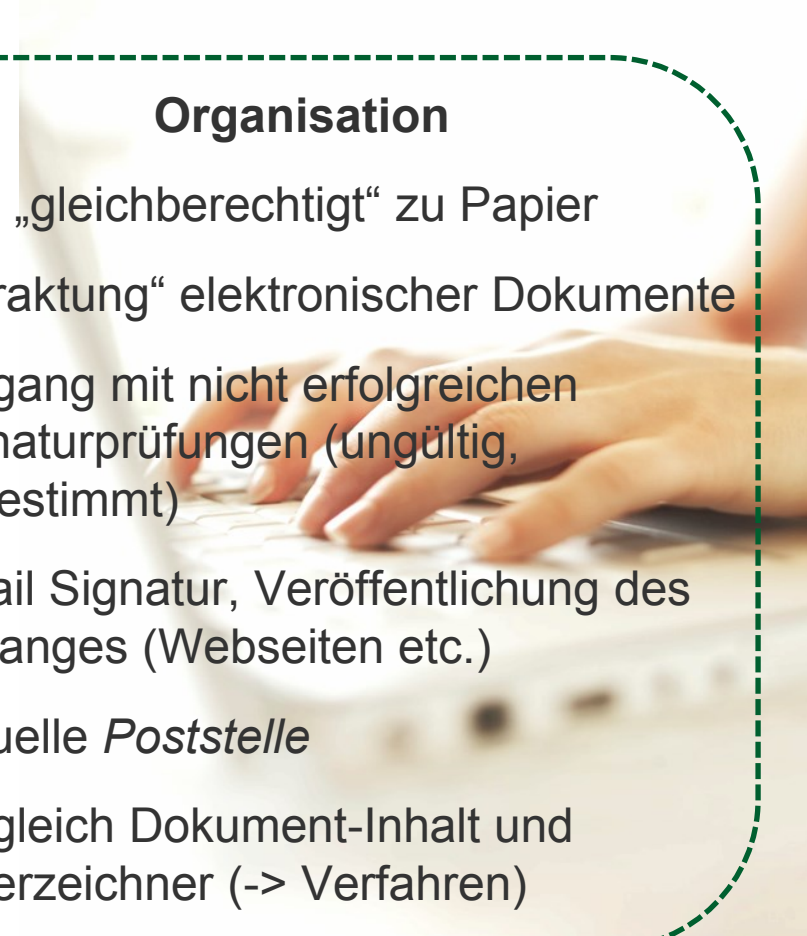 Organisation
„gleichberechtigt“ zu Papier
raktung“ elektronischer Dokumente
gang mit nicht erfolgreichen
naturprüfungen (ungültig,
estimmt)
ail Signatur, Veröffentlichung des
anges (Webseiten etc.)
uelle Poststelle
gleich Dokument-Inhalt und
erzeichner (-> Verfahren)